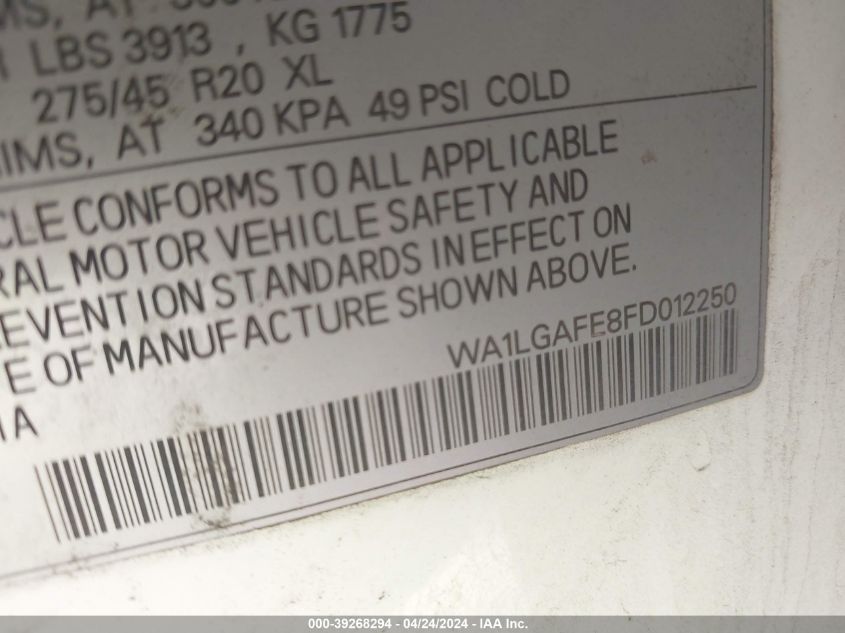 LBS 3913 , KG 1775
275/45 R20 XL
RIMS, AT 340 KPA 49 PSI COLD
CLE CONFORMS TO ALL APPLICABLE
RAL MOTOR VEHICLE SAFETY AND
EVENTION STANDARDS IN EFFECT ON
E OF MANUFACTURE SHOWN ABOVE.
WA1LGAFE8FD012250
IA
000-39268294 - 04/24/2024 - IAA Inc.